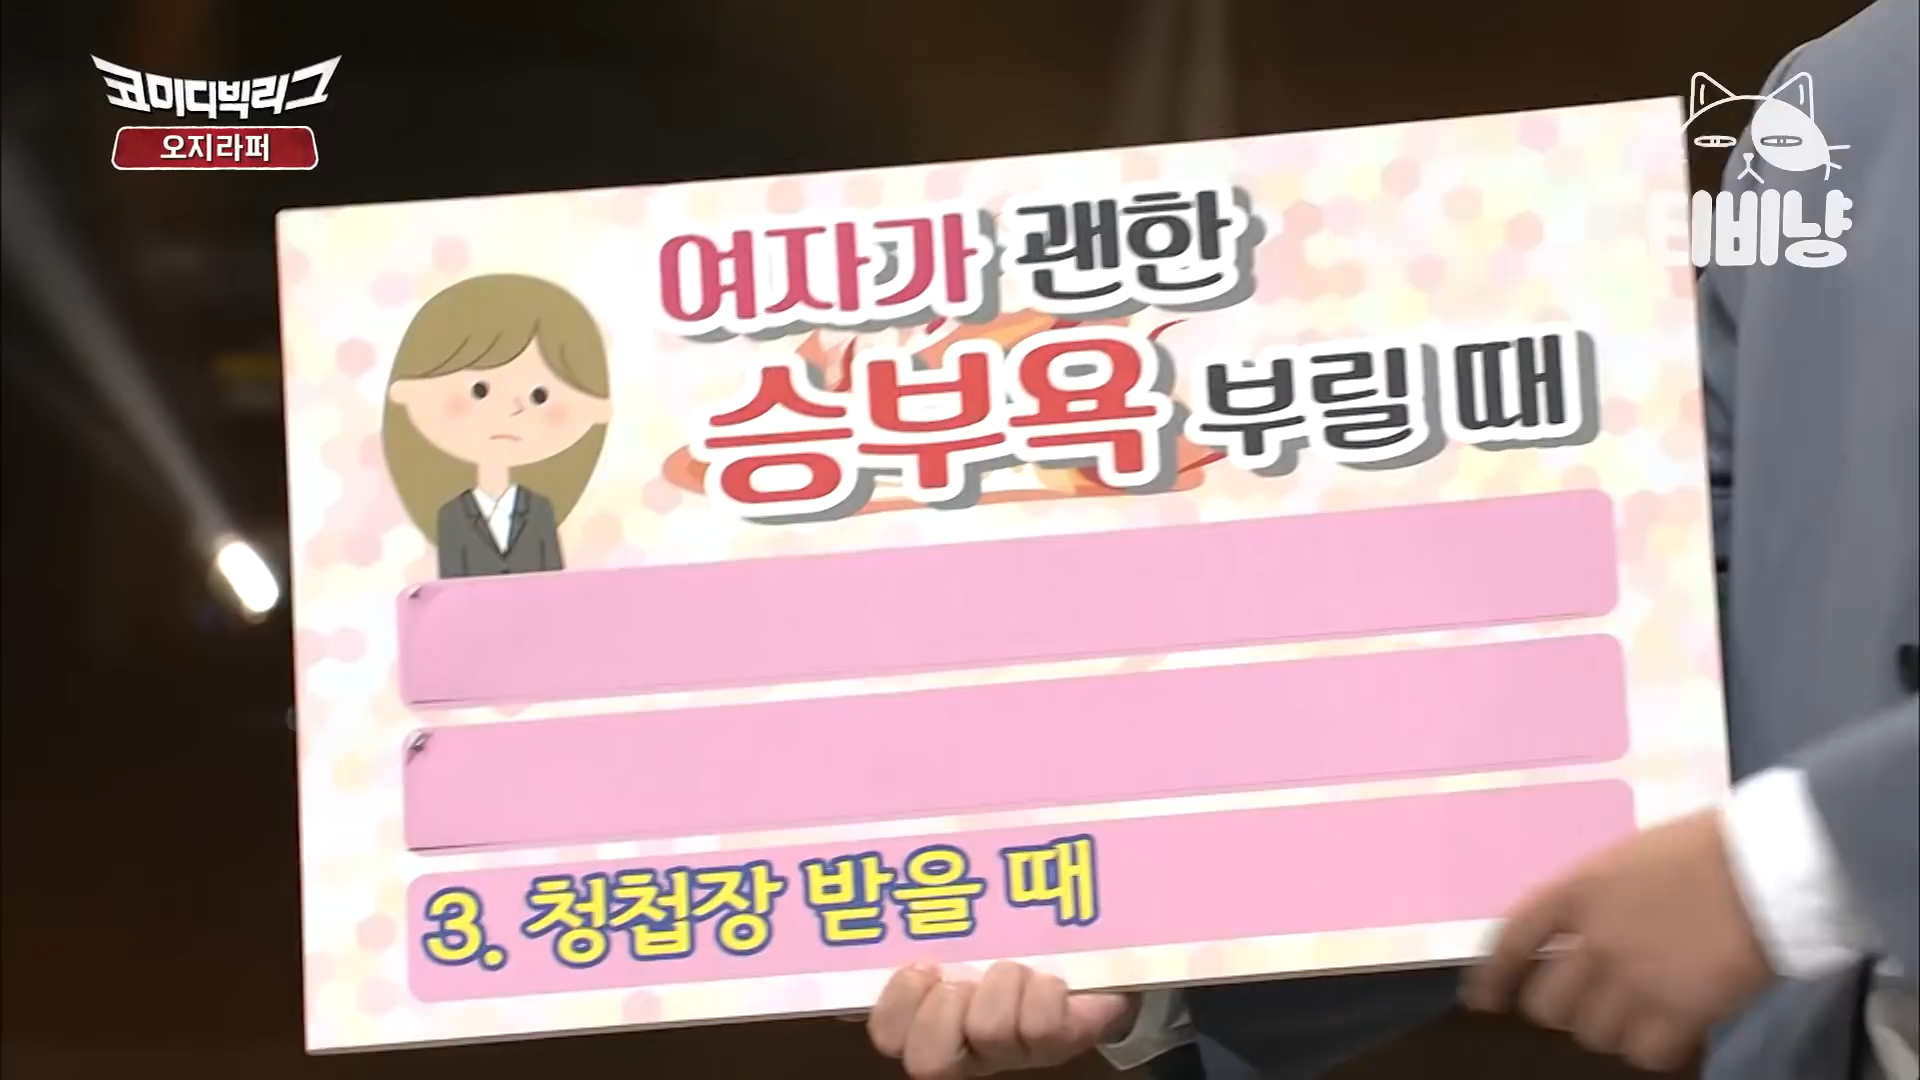 코미디빅리그
오지라퍼
티비냥
여자가 괜한
승부욕 부릴 때
3. 청첩장 받을 때